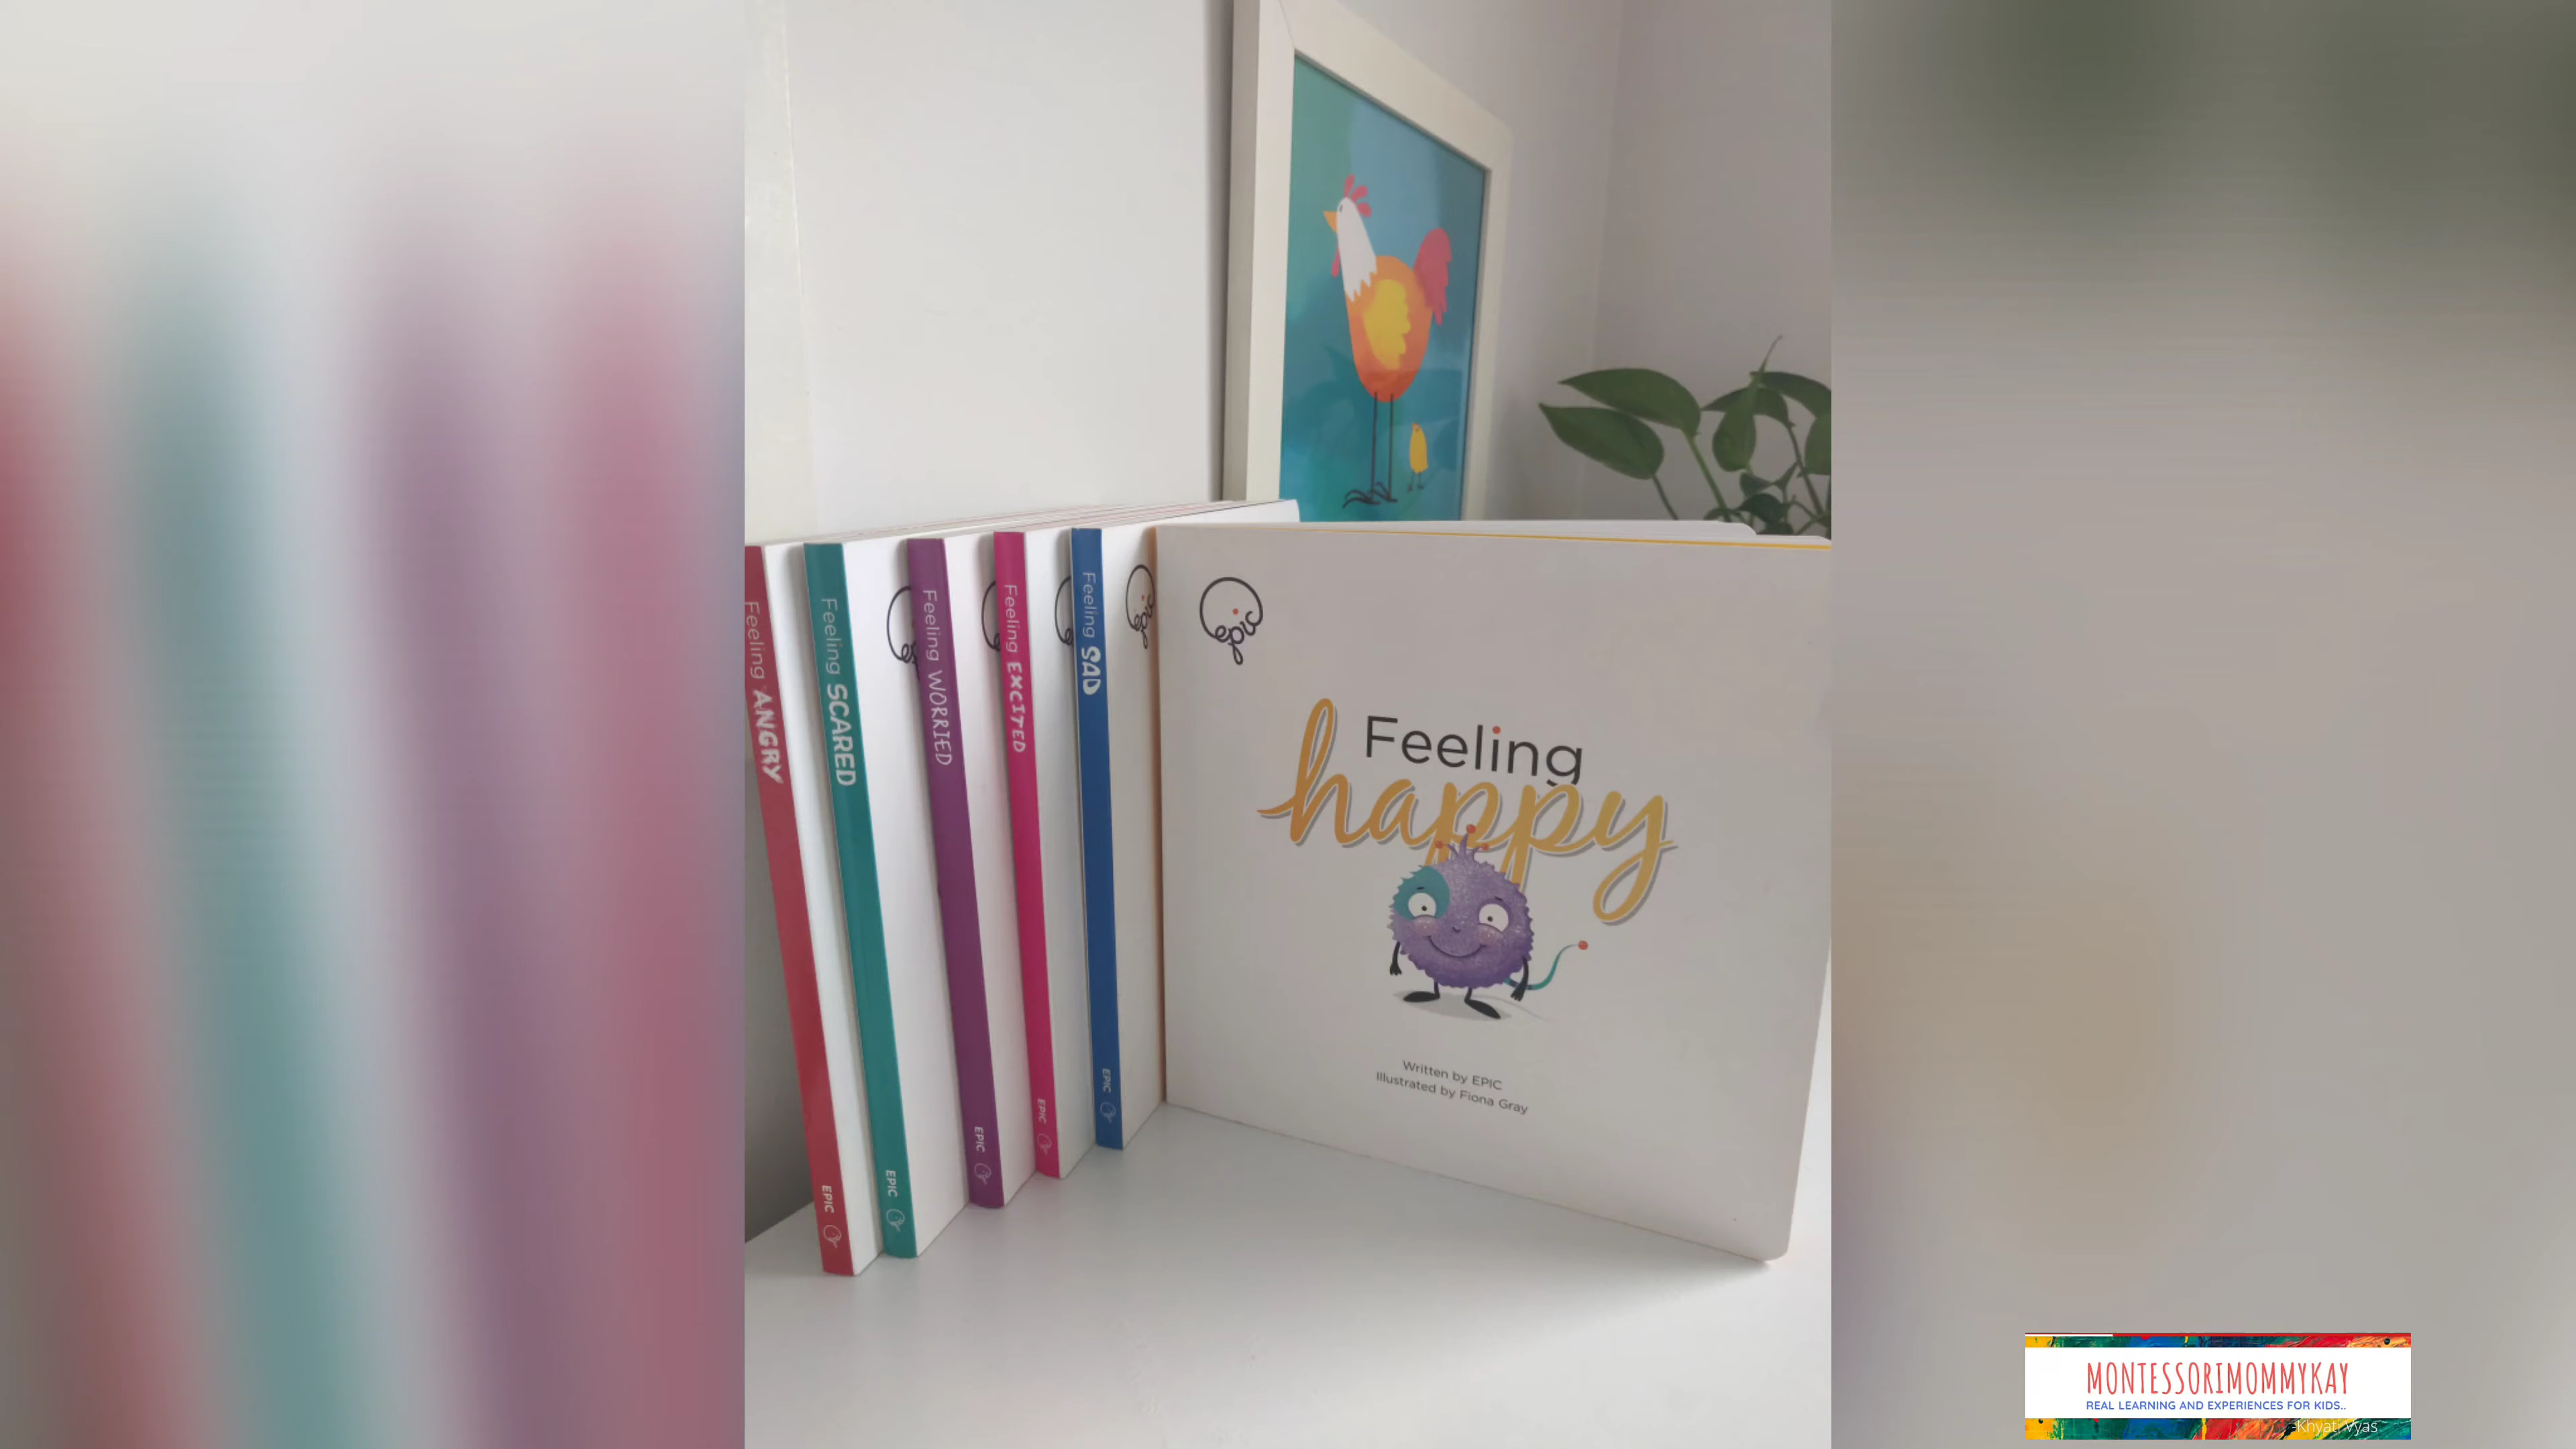 Feeling ANGRY
EPIC
Feeling SCARED
EPIC
Feeling WORRIED
EPIC
Feeling EXCITED
EPIC
Feeling SAD
EPIC
epic
epic
Feeling
happy
Written by EPIC
Illustrated by Fiona Gray
MONTESSORIMOMMYKAY
REAL LEARNING AND EXPERIENCES FOR KIDS..
-Khyati Vyas